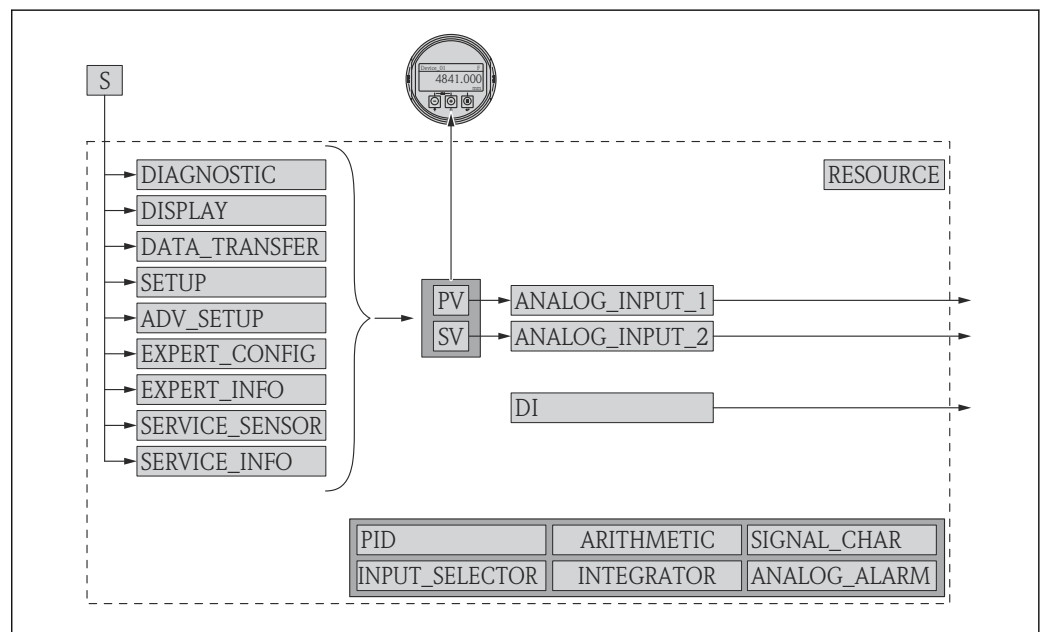 S
Device_01 F
4841.000
mm
DIAGNOSTIC
RESOURCE
DISPLAY
DATA_TRANSFER
SETUP
PV
ANALOG_INPUT_1
ADV_SETUP
SV
ANALOG_INPUT_2
EXPERT_CONFIG
EXPERT_INFO
DI
SERVICE_SENSOR
SERVICE_INFO
PID
ARITHMETIC
SIGNAL_CHAR
INPUT_SELECTOR
INTEGRATOR
ANALOG_ALARM